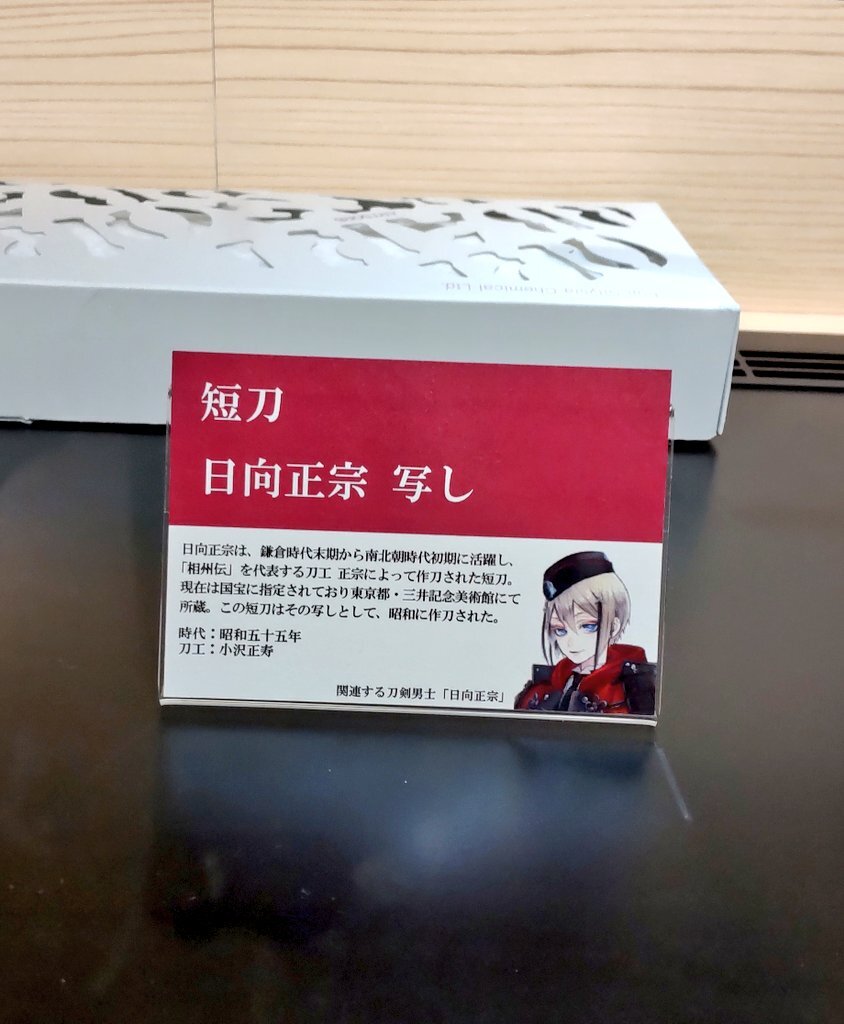 短刀
日向正宗 写し
日向正宗は、鎌倉時代末期から南北朝時代初期に活躍し、
「相州伝」を代表する刀工 正宗によって作刀された短刀。
現在は国宝に指定されており東京都・三井記念美術館にて
所蔵。この短刀はその写しとして、昭和に作刀された。
時代：昭和五十五年
刀工：小沢正寿
関連する刀剣男士「日向正宗」
Chemical Ltd.